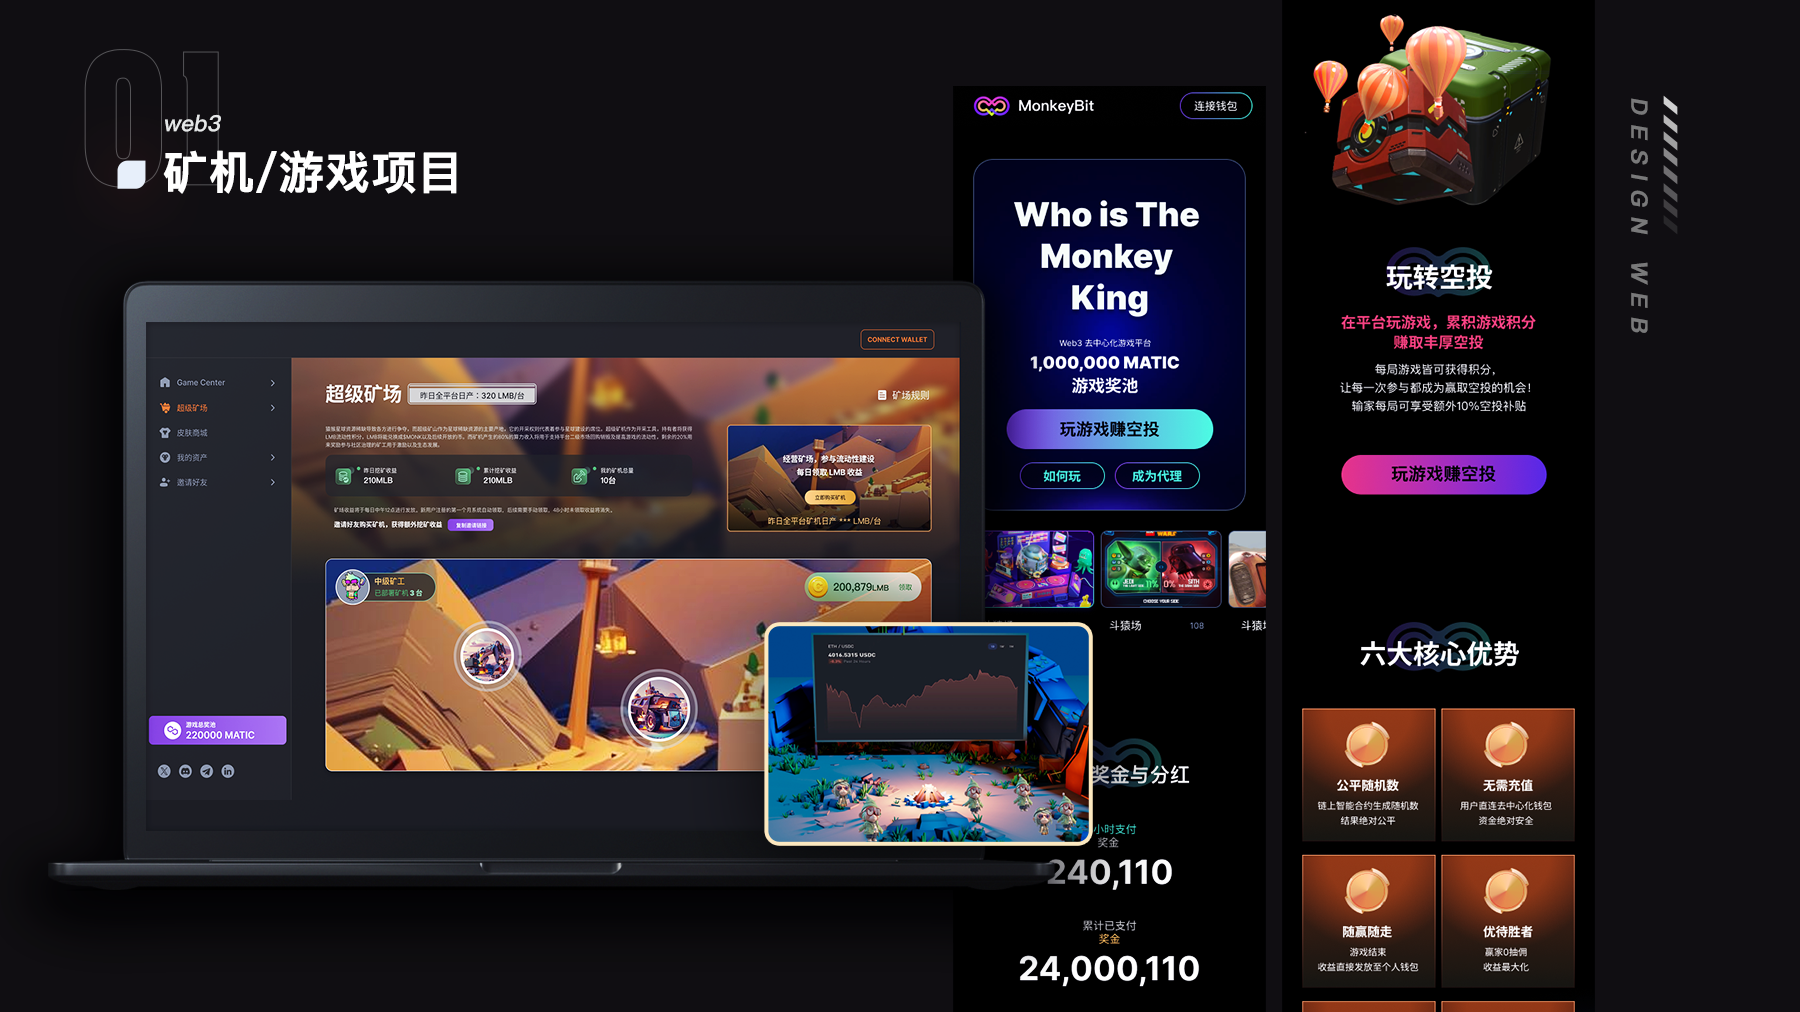 01
web3
矿机/游戏项目
CONNECT WALLET
Game Center
超级矿场
皮肤商城
我的资产
邀请好友
游戏总奖池
220000 MATIC
超级矿场
昨日全平台日产：320 LMB/台
矿场规则
昨日挖矿收益
210MLB
累计挖矿收益
210MLB
我的矿机总量
10台
邀请好友购买矿机，获得额外挖矿收益
复制邀请链接
经营矿场，参与流动性建设
每日领取LMB 收益
立即购买矿机
昨日全平台矿机日产 *** LMB/台
中级矿工
已部署矿机 3 台
200,879LMB
领取
ETH / USDC
4016.5315 USDC
MonkeyBit
连接钱包
Who is The
Monkey
King
Web3 去中心化游戏平台
1,000,000 MATIC
游戏奖池
玩游戏赚空投
如何玩
成为代理
WARS
JEDI
11%
0%
SITH
CHOOSE YOUR SIDE
斗猿场
108
斗猿场
奖金与分红
小时支付
奖金
240,110
累计已支付
奖金
24,000,110
玩转空投
在平台玩游戏，累积游戏积分
赚取丰厚空投
每局游戏皆可获得积分，
让每一次参与都成为赢取空投的机会！
输家每局可享受额外10%空投补贴
玩游戏赚空投
六大核心优势
公平随机数
链上智能合约生成随机数
结果绝对公平
无需充值
用户直连去中心化钱包
资金绝对安全
随赢随走
游戏结束
收益直接发放至个人钱包
优待胜者
赢家0抽佣
收益最大化
DESIGN WEB